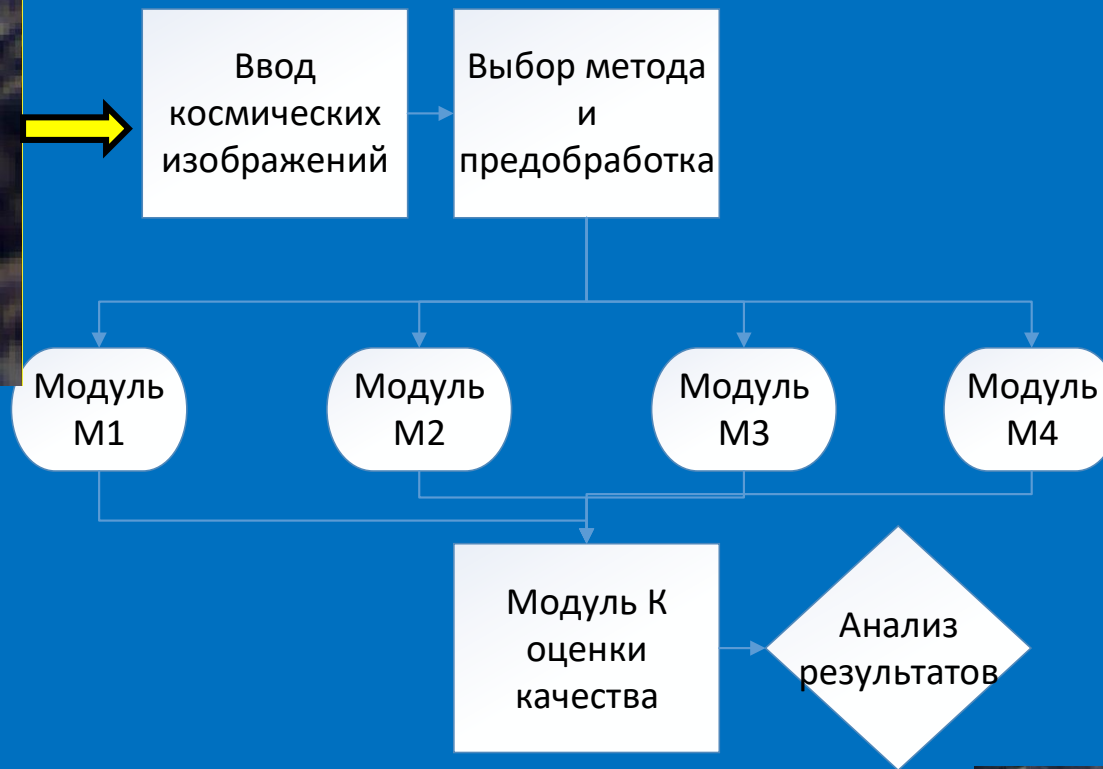 Ввод
космических
изображений
Выбор метода
и
предобработка
Модуль
М1
Модуль
М2
Модуль
М3
Модуль
М4
Модуль К
оценки
качества
Анализ
результатов